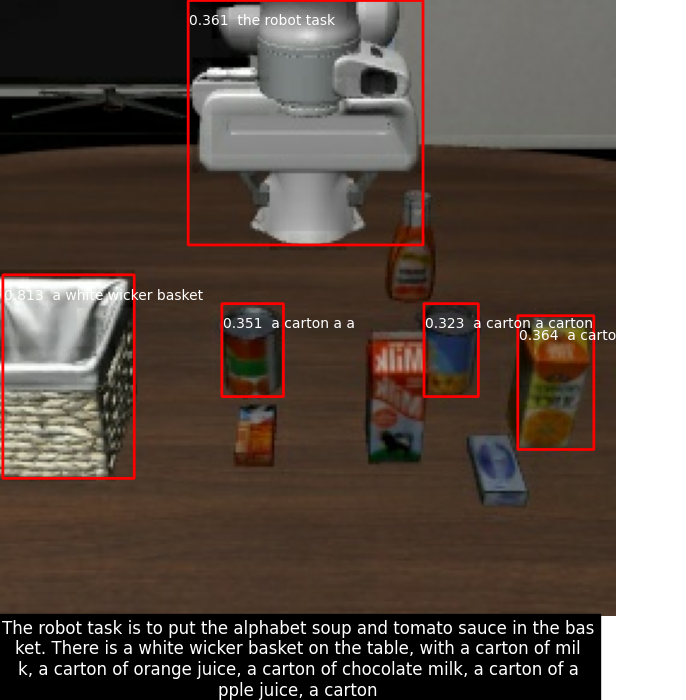 0.361 the robot task
0.813 a white wicker basket
0.351 a carton a a
0.323 a carton a carton
0.364 a carto
Milk
Milk
The robot task is to put the alphabet soup and tomato sauce in the bas
ket. There is a white wicker basket on the table, with a carton of mil
k, a carton of orange juice, a carton of chocolate milk, a carton of a
pple juice, a carton